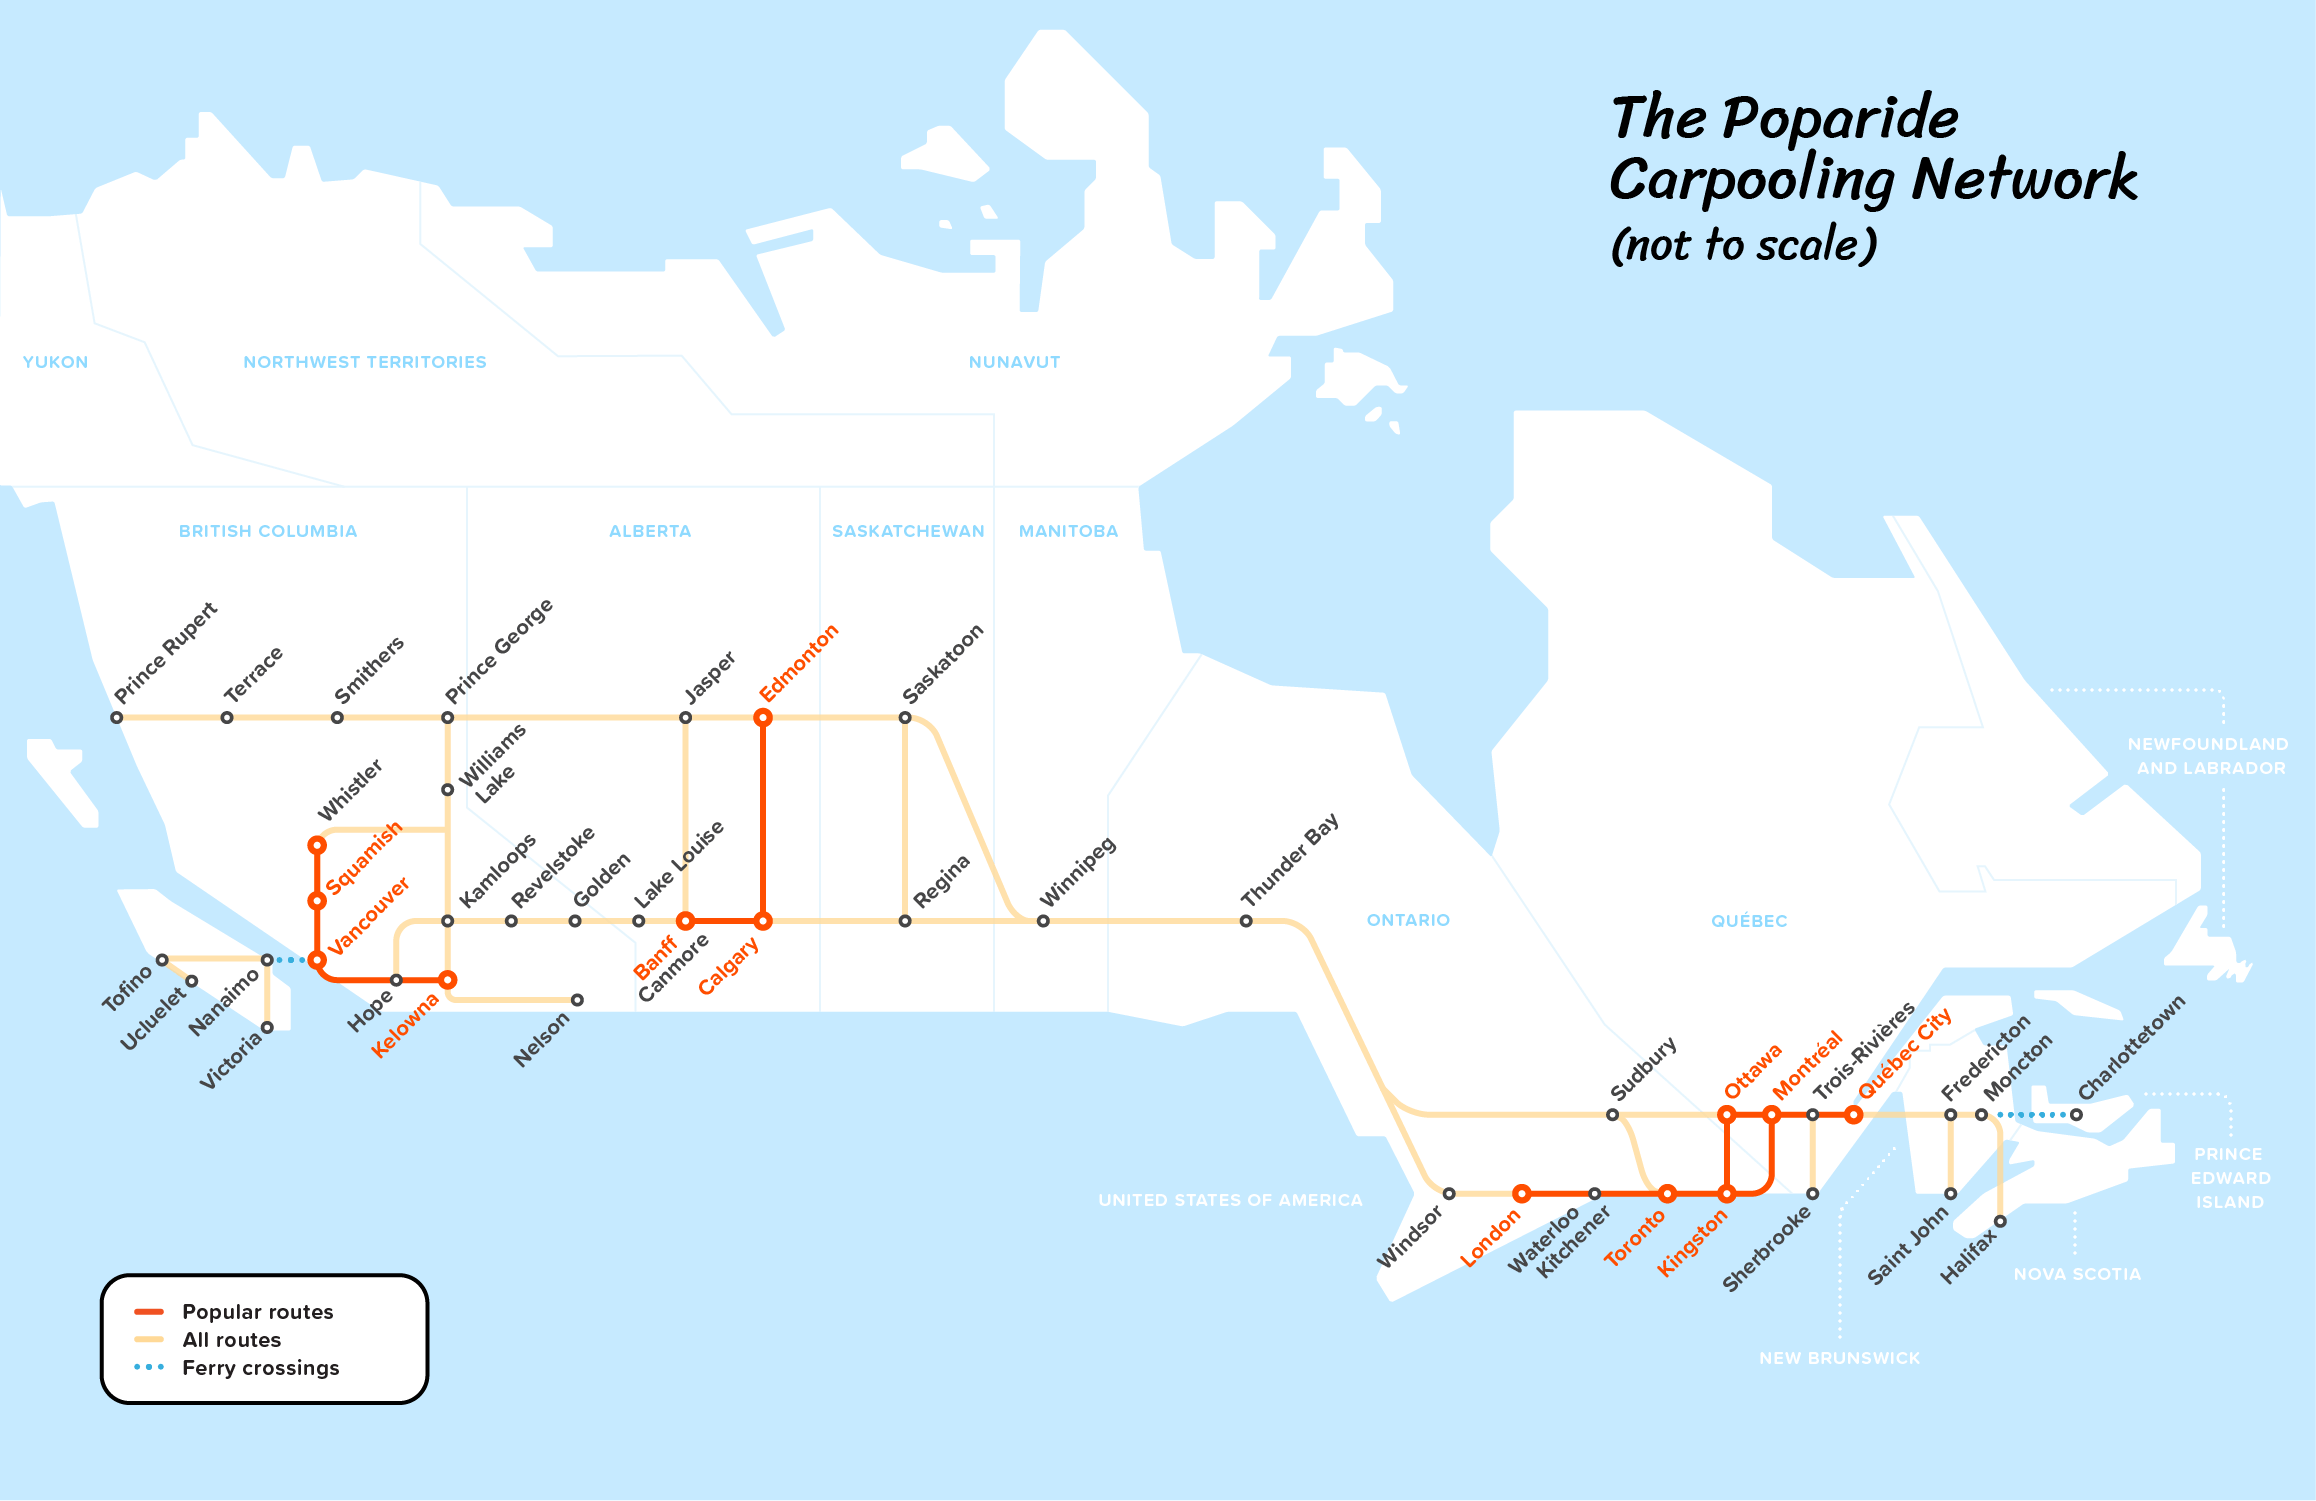 The Poparide
Carpooling Network
(not to scale)
YUKON
NORTHWEST TERRITORIES
NUNAVUT
BRITISH COLUMBIA
ALBERTA
SASKATCHEWAN
MANITOBA
Prince Rupert
Terrace
Smithers
Prince George
Jasper
Edmonton
Saskatoon
Williams
Lake
Whistler
Squamish
Vancouver
Kamloops
Revelstoke
Golden
Lake Louise
Banff
Canmore
Calgary
Regina
Winnipeg
Thunder Bay
ONTARIO
QUÉBEC
NEWFOUNDLAND
AND LABRADOR
Tofino
Ucluelet
Nanaimo
Victoria
Hope
Kelowna
Nelson
Sudbury
Ottawa
Montréal
Trois-Rivières
Québec City
Fredericton
Moncton
Charlottetown
UNITED STATES OF AMERICA
Windsor
London
Waterloo
Kitchener
Toronto
Kingston
Sherbrooke
Saint John
Halifax
PRINCE
EDWARD
ISLAND
NOVA SCOTIA
NEW BRUNSWICK
Popular routes
All routes
Ferry crossings